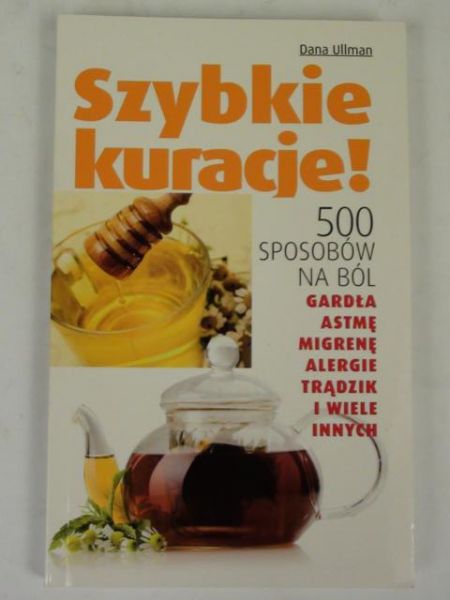 Dana Ullman
Szybkie
kuracje!
500
SPOSOBÓW
NA BÓL
GARDŁA
ASTMĘ
MIGRENĘ
ALERGIE
TRĄDZIK
I WIELE
INNYCH